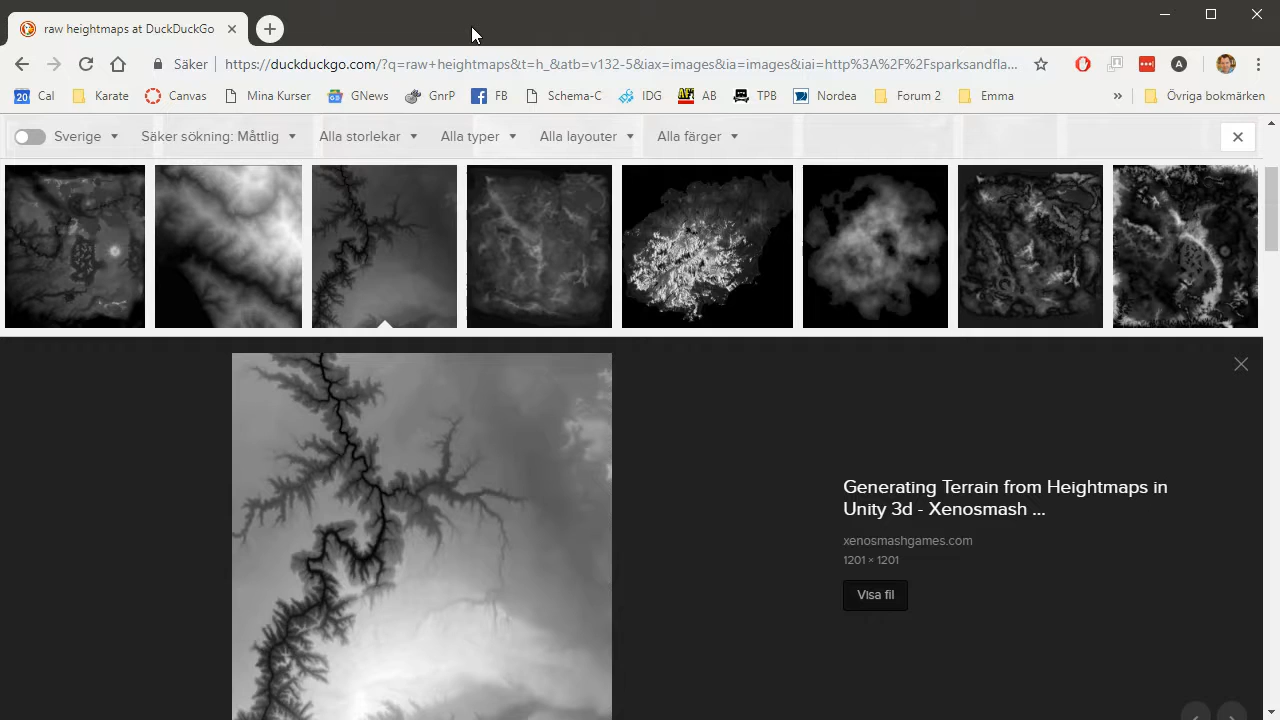 raw heightmaps at DuckDuckGo
Säker
https://duckduckgo.com/?q=raw+heightmaps&t=h_&atb=v132-5&iax=images&ia=images&iai=http%3A%2F%2Fsparksandfla...
20 Cal Karate Canvas Mina Kurser GNews GnrP FB Schema-C IDG AB TPB Nordea Forum 2 Emma » Övriga bokmärken
Sverige Säker sökning: Måttlig Alla storlekar Alla typer Alla layouter Alla färger
Generating Terrain from Heightmaps in
Unity 3d - Xenosmash ...
xenosmashgames.com
1201 × 1201
Visa fil